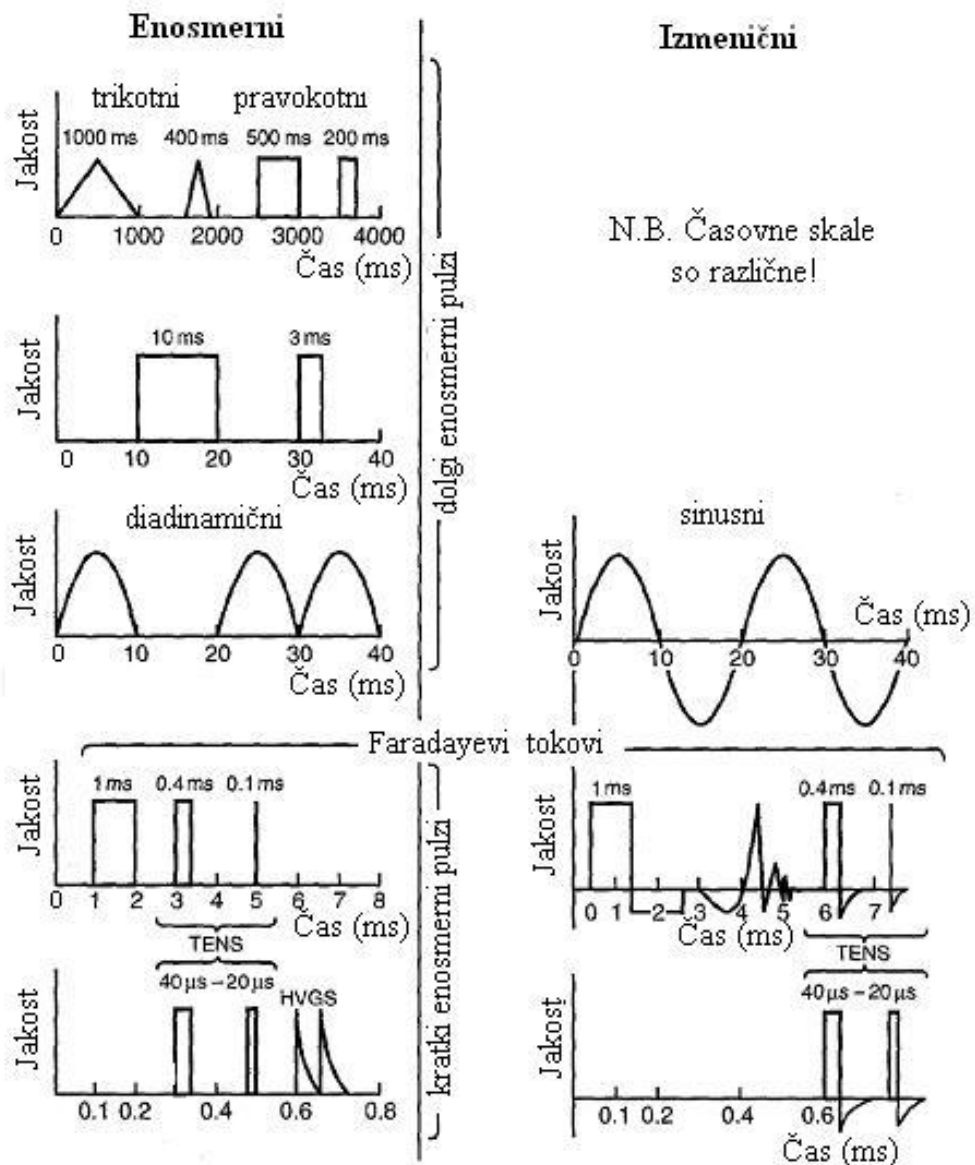 Enosmerni
Izmenični
trikotni pravokotni
1000 ms 400 ms 500 ms 200 ms
Jakost
0 1000 2000 3000 4000
Čas (ms)
N.B. Časovne skale
so različne!
dolgi enosmerni pulzi
10 ms 3 ms
Jakost
0 10 20 30 40
Čas (ms)
diadinamični
Jakost
0 10 20 30 40
Čas (ms)
sinusni
Jakost
Čas (ms)
0 10 20 30 40
Faradayevi tokovi
1 ms 0.4 ms 0.1 ms
Jakost
0 1 2 3 4 5 6 7 8
Čas (ms)
TENS
40 µs – 20 µs
HVGS
Jakost
0.1 0.2 0.4 0.6 0.8
kratki enosmerni pulzi
1 ms 0.4 ms 0.1 ms
Jakost
0 1 2 3 4 5 6 7
Čas (ms)
TENS
40 µs – 20 µs
Jakost
0.1 0.2 0.4 0.6
Čas (ms)